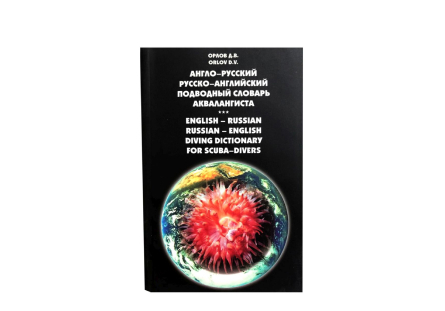 ОРЛОВ Д.В.
ORLOV D.V.
АНГЛО–РУССКИЙ
РУССКО–АНГЛИЙСКИЙ
ПОДВОДНЫЙ СЛОВАРЬ
АКВАЛАНГИСТА
***
ENGLISH – RUSSIAN
RUSSIAN – ENGLISH
DIVING DICTIONARY
FOR SCUBA–DIVERS